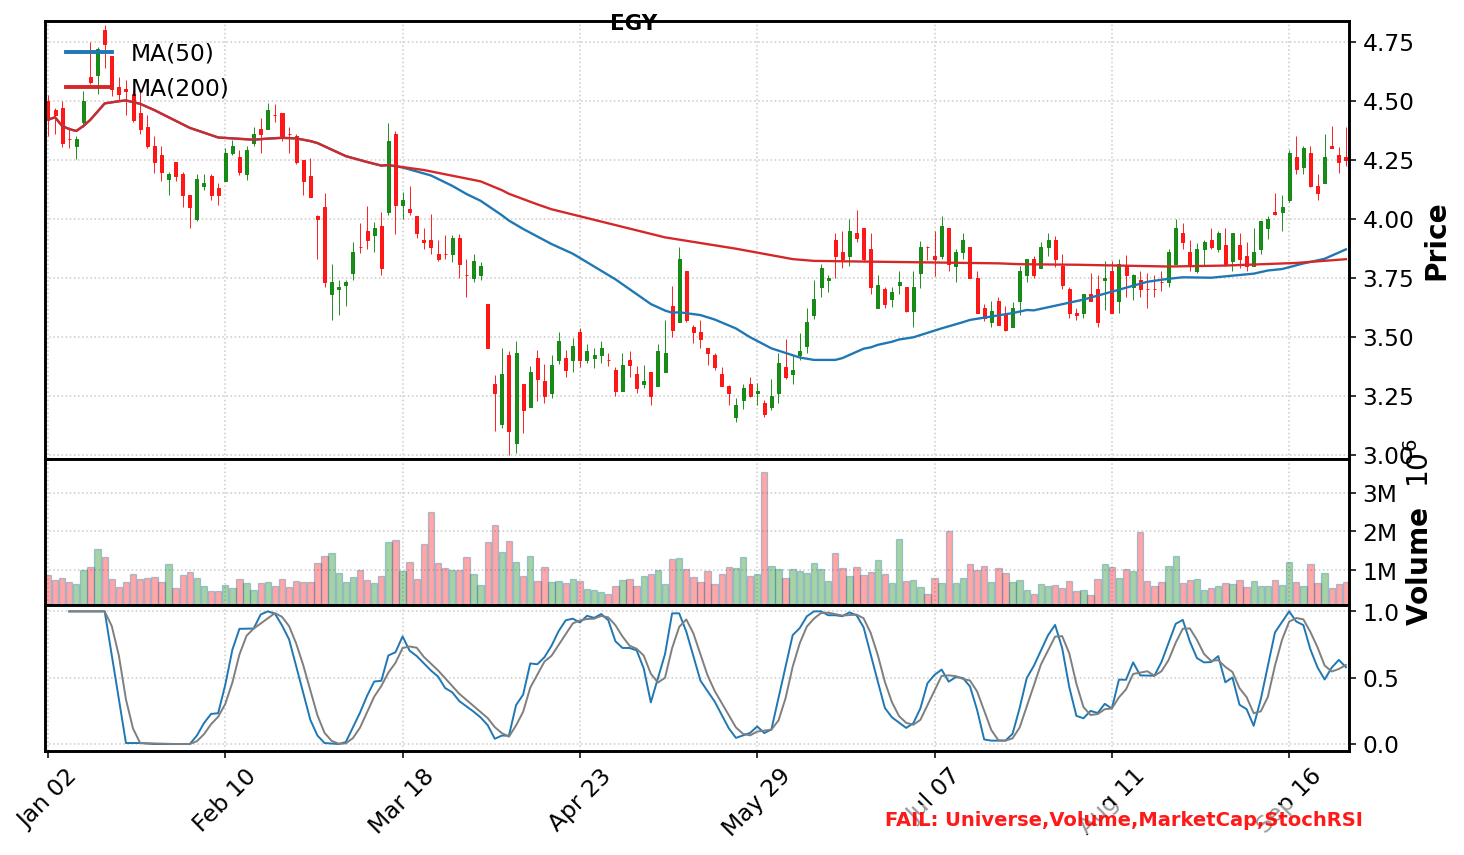 EGY
MA(50)
MA(200)
4.75
4.50
4.25
4.00
3.75
3.50
3.25
3.00
Price
3M
2M
1M
Volume 10^6
1.0
0.5
0.0
Jan 02
Feb 10
Mar 18
Apr 23
May 29
Jul 07
Aug 11
Sep 16
FAIL: Universe,Volume,MarketCap,StochRSI